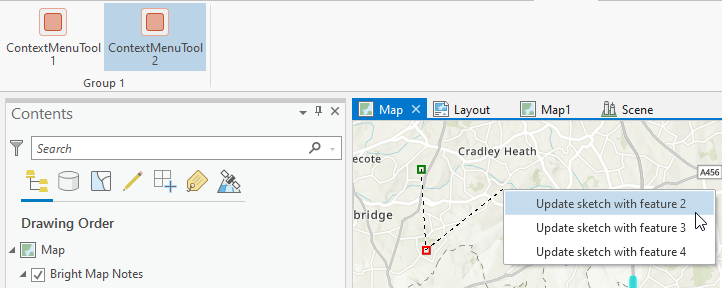 ContextMenuTool
1
ContextMenuTool
2
Group 1
Contents
Search
Drawing Order
Map
Bright Map Notes
Map
Layout
Map1
Scene
ecote
Cradley Heath
A456
bridge
Update sketch with feature 2
Update sketch with feature 3
Update sketch with feature 4